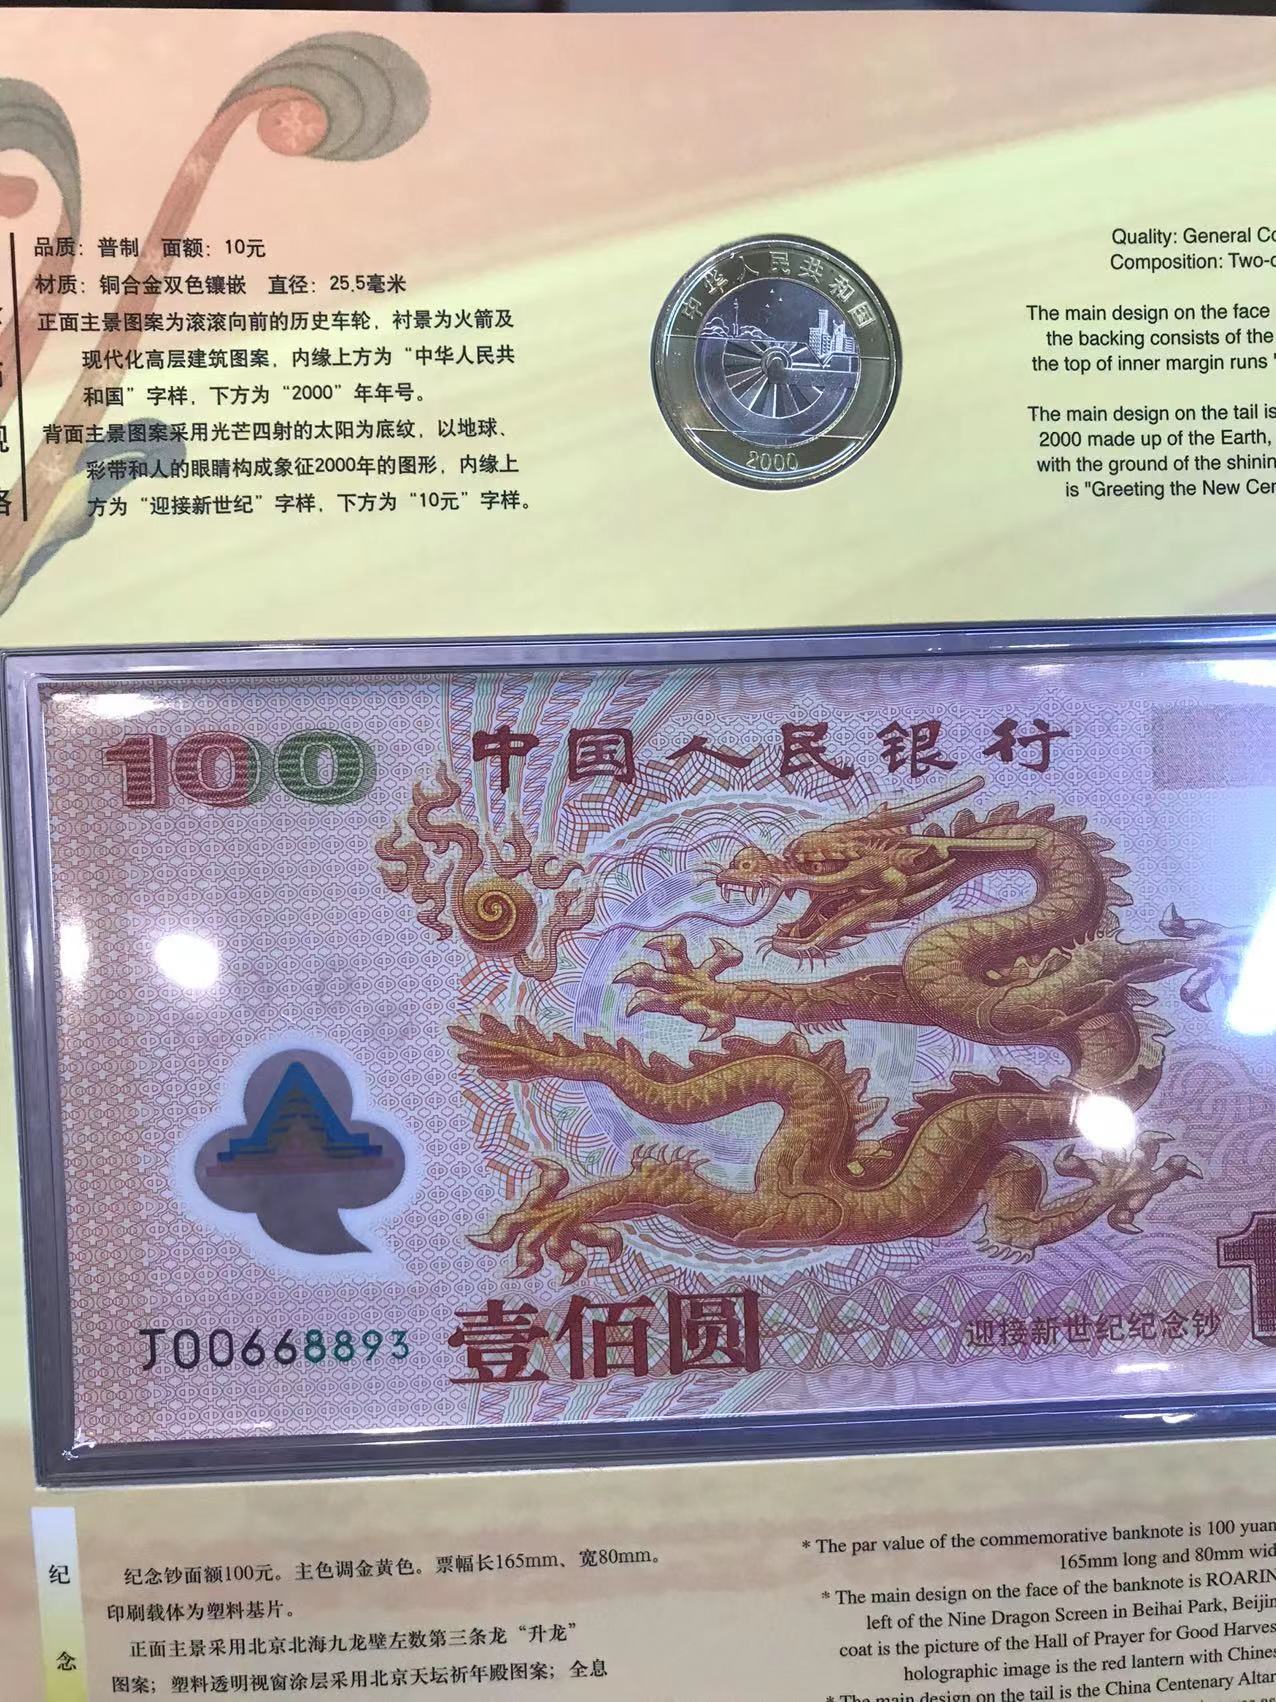 品质：普制　面额：10元
材质：铜合金双色镶嵌　直径：25.5毫米
正面主景图案为滚滚向前的历史车轮，衬景为火箭及
现代化高层建筑图案，内缘上方为“中华人民共
和国”字样，下方为“2000”年年号。
背面主景图案采用光芒四射的太阳为底纹，以地球、
彩带和人的眼睛构成象征2000年的图形，内缘上
方为“迎接新世纪”字样，下方为“10元”字样。
中华人民共和国
2000
Quality: General
Composition:
The main design on the face
the backing consists of the
the top of inner margin runs
The main design on the tail is
2000 made up of the Earth,
with the ground of the
is "Greeting the New
100
中国人民银行
J00668893
壹佰圆
迎接新世纪纪念钞
纪
念
纪念钞面额100元。主色调金黄色。票幅长165mm、宽80mm。
印刷载体为塑料基片。
正面主景采用北京北海九龙壁左数第三条龙“升龙”
图案；塑料透明视窗涂层采用北京天坛祈年殿图案；全息
* The par value of the commemorative banknote is 100 yuan
165mm long and 80mm
* The main design on the face of the banknote is
left of the Nine Dragon Screen in Beihai Park,
coat is the picture of the Hall of Prayer for Good
holographic image is the red lantern with
* The main design on the tail is the China Centenary